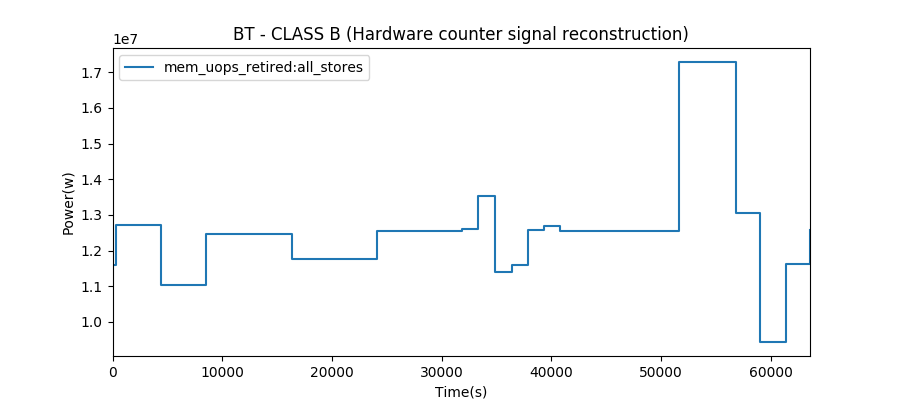 BT - CLASS B (Hardware counter signal reconstruction)
1e7
mem_uops_retired:all_stores
1.7
1.6
1.5
1.4
1.3
1.2
1.1
1.0
Power(w)
0 10000 20000 30000 40000 50000 60000
Time(s)